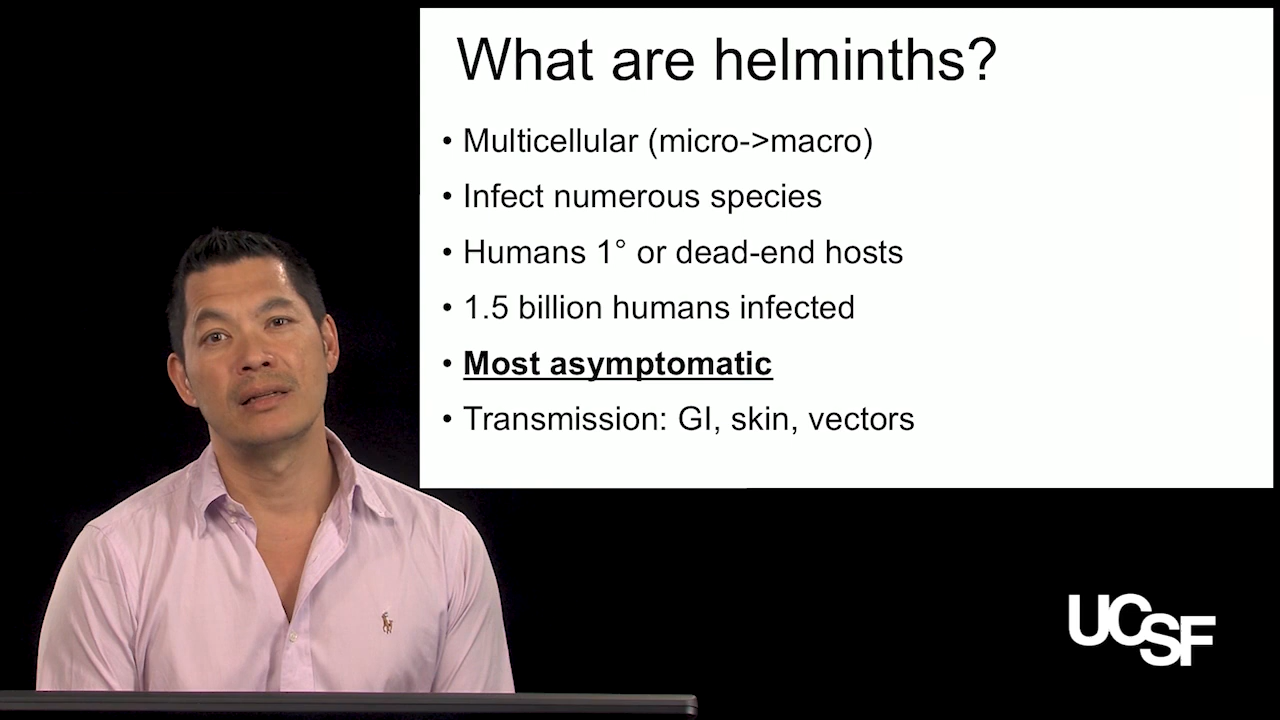 What are helminths?
• Multicellular (micro->macro)
• Infect numerous species
• Humans 1° or dead-end hosts
• 1.5 billion humans infected
• Most asymptomatic
• Transmission: GI, skin, vectors
UCSF